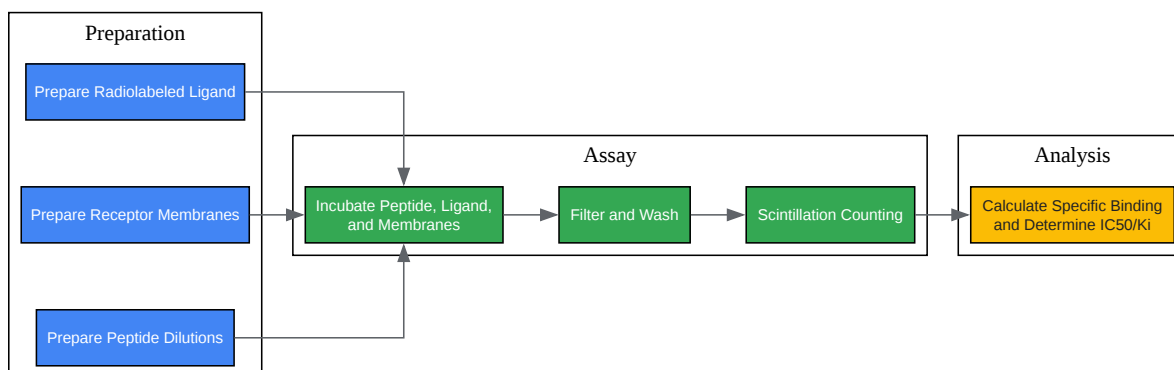 Preparation
Prepare Radiolabeled Ligand
Prepare Receptor Membranes
Prepare Peptide Dilutions
Assay
Incubate Peptide, Ligand,
and Membranes
Filter and Wash
Scintillation Counting
Analysis
Calculate Specific Binding
and Determine IC50/Ki